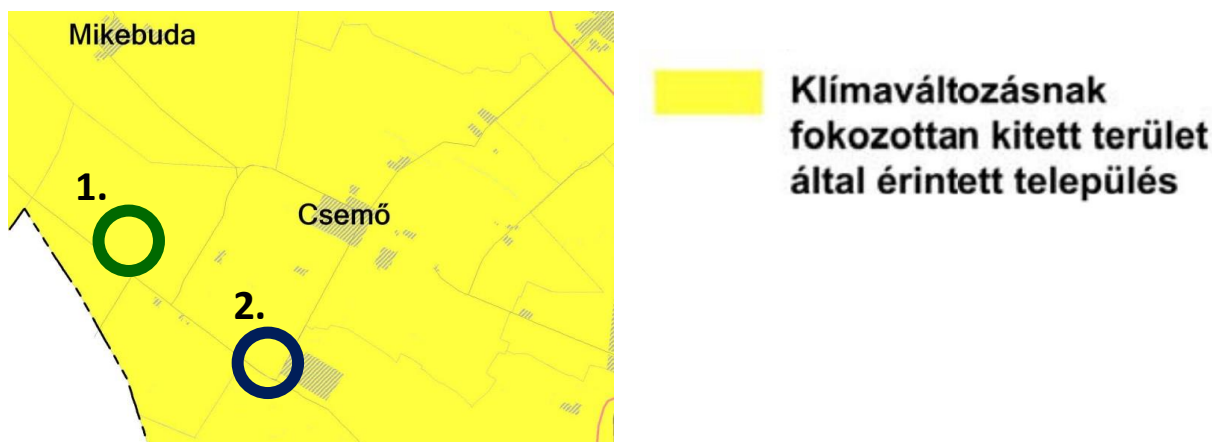 Mikebuda
1.
Csemő
2.
Klímaváltozásnak
fokozottan kitett terület
által érintett település